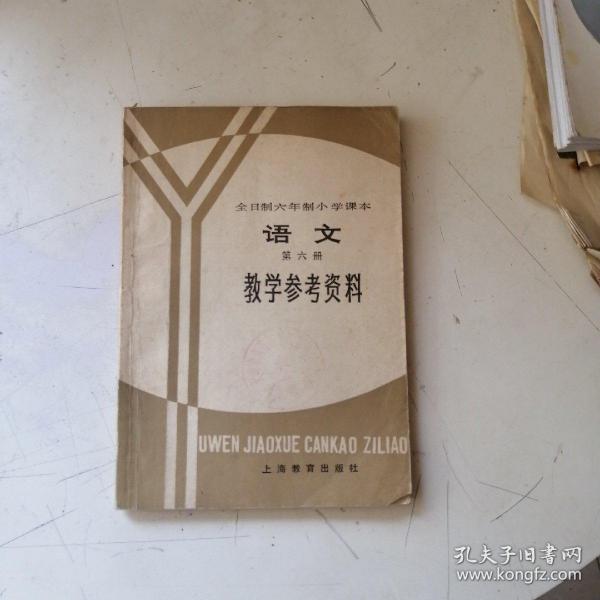 全日制六年制小学课本
语文
第六册
教学参考资料
YUWEN JIAOXUE CANKAO ZILIAO
上海教育出版社
孔夫子旧书网
www.kongfz.com